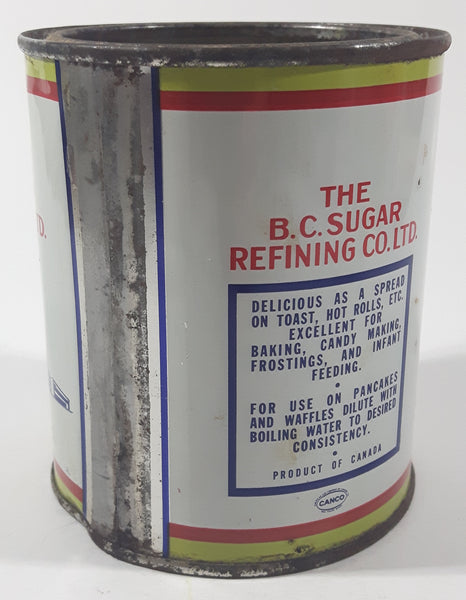 THE
B.C. SUGAR
REFINING CO. LTD.
DELICIOUS AS A SPREAD
ON TOAST, HOT ROLLS, ETC.
EXCELLENT FOR
BAKING, CANDY MAKING,
FROSTINGS, AND INFANT
FEEDING.
•
FOR USE ON PANCAKES
AND WAFFLES DILUTE WITH
BOILING WATER TO DESIRED
CONSISTENCY.
•
PRODUCT OF CANADA
CANCO
TD.